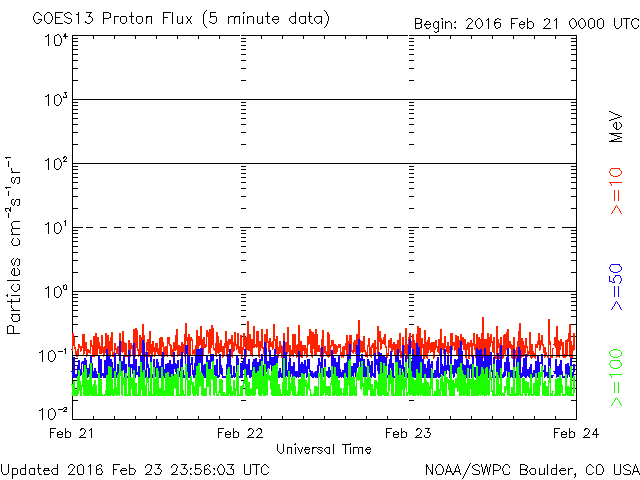 GOES13 Proton Flux (5 minute data)
Begin: 2016 Feb 21 0000 UTC
Particles cm⁻²s⁻¹sr⁻¹
10⁴
10³
10²
10¹
10⁰
10⁻¹
10⁻²
Feb 21
Feb 22
Feb 23
Feb 24
Universal Time
MeV
>=10
>=50
>=100
Updated 2016 Feb 23 23:56:03 UTC
NOAA/SWPC Boulder, CO USA